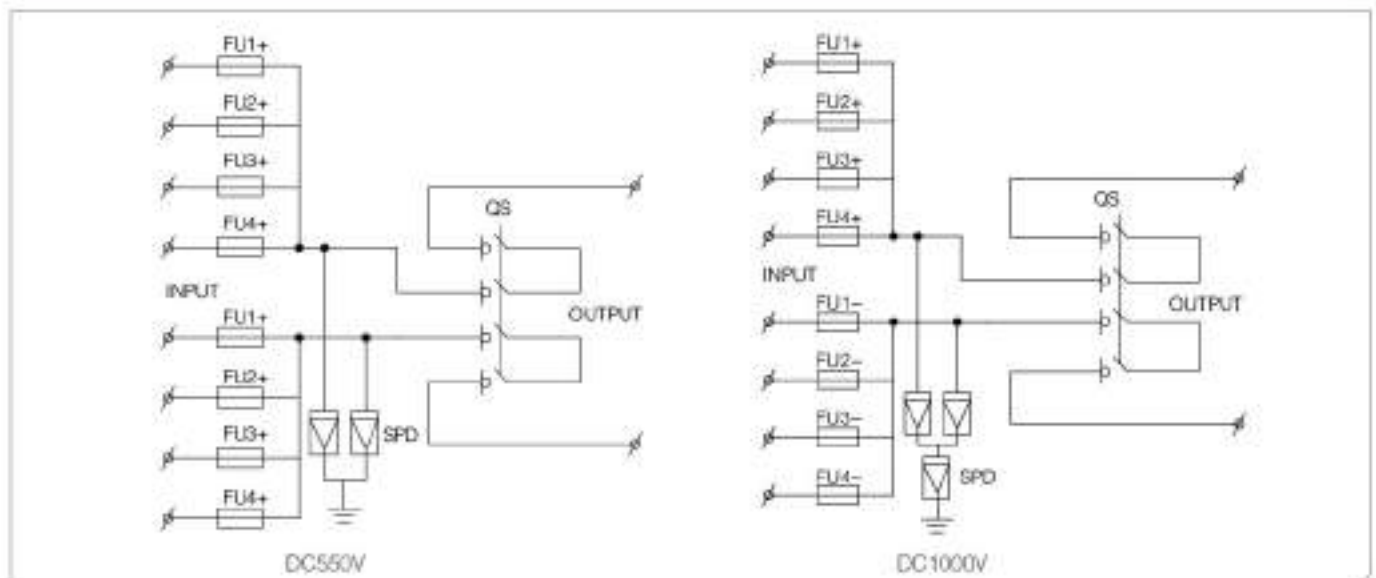 FU1+
FU2+
FU3+
FU4+
INPUT
FU1+
FU2+
FU3+
FU4+
QS
OUTPUT
SPD
DC550V
FU1+
FU2+
FU3+
FU4+
INPUT
FU1-
FU2-
FU3-
FU4-
QS
OUTPUT
SPD
DC1000V